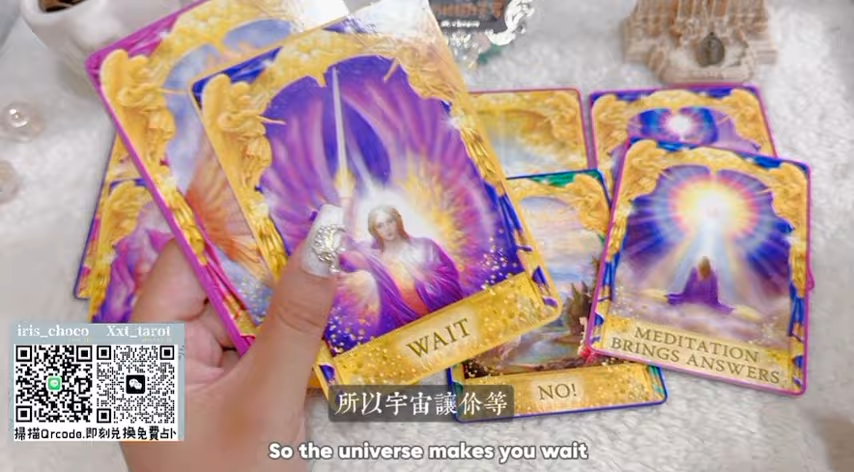 WAIT
MEDITATION
BRINGS ANSWERS
NO!
iris_choco Xxt_tarot
掃描Qrcode.即刻兌換免費占卜
所以宇宙讓你等
So the universe makes you wait